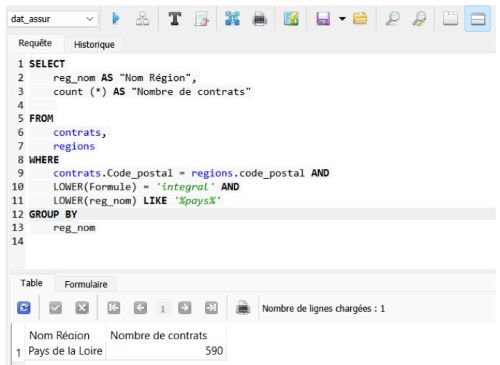 dat_assur
Requête Historique
1 SELECT
2 reg_nom AS "Nom Région",
3 count (*) AS "Nombre de contrats"
4
5 FROM
6 contrats,
7 regions
8 WHERE
9 contrats.Code_postal = regions.code_postal AND
10 LOWER(Formule) = 'integral' AND
11 LOWER(reg_nom) LIKE '%pays%'
12 GROUP BY
13 reg_nom
14
Table Formulaire
1 Nombre de lignes chargées : 1
Nom Région Nombre de contrats
1 Pays de la Loire 590